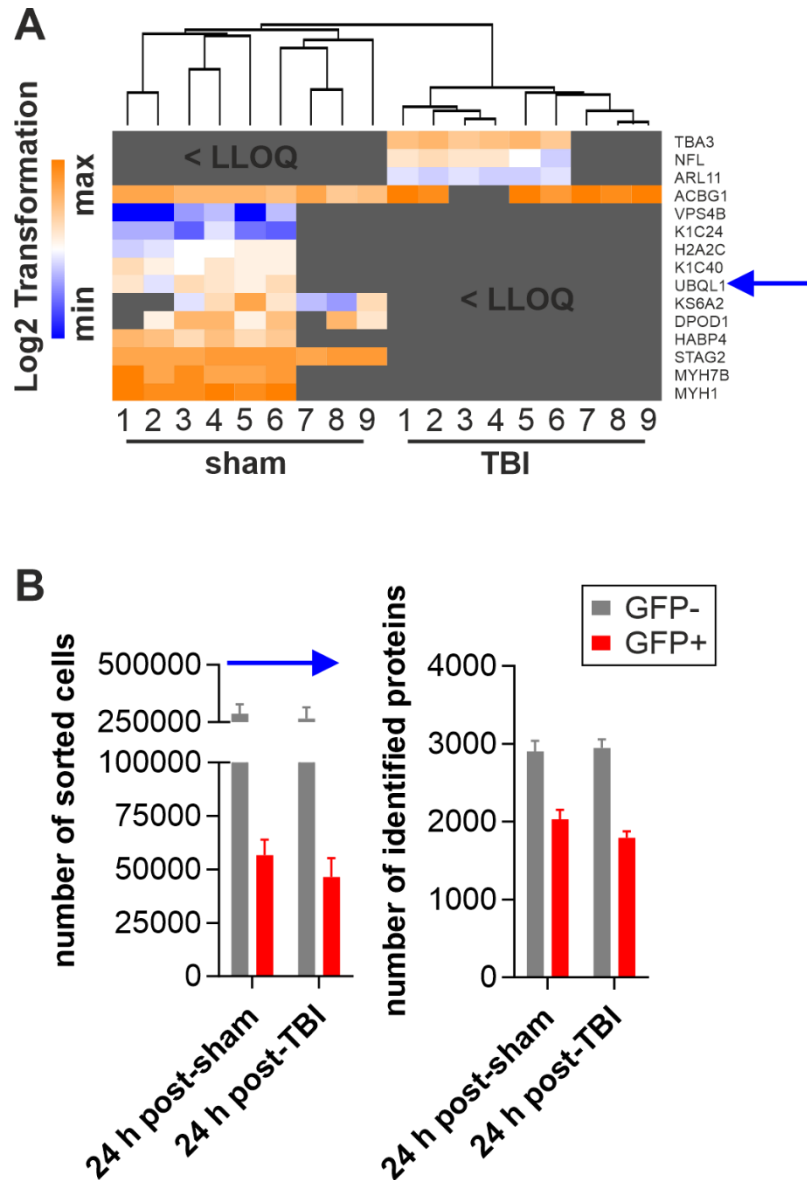 A
Log2 Transformation
max
min
< LLOQ
< LLOQ
TBA3
NFL
ARL11
ACBG1
VPS4B
K1C24
H2A2C
K1C40
UBQL1
KS6A2
DPOD1
HABP4
STAG2
MYH7B
MYH1
1 2 3 4 5 6 7 8 9 1 2 3 4 5 6 7 8 9
sham TBI
B
GFP-
GFP+
number of sorted cells
500000
250000
100000
75000
50000
25000
0
24 h post-sham
24 h post-TBI
number of identified proteins
4000
3000
2000
1000
0
24 h post-sham
24 h post-TBI